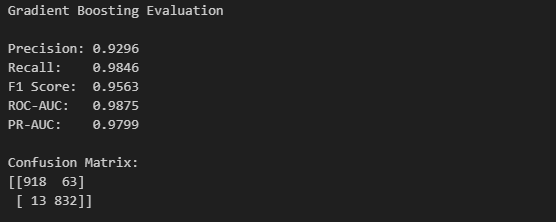 Gradient Boosting Evaluation
Precision: 0.9296
Recall:    0.9846
F1 Score:  0.9563
ROC-AUC:   0.9875
PR-AUC:    0.9799
Confusion Matrix:
[[918  63]
 [ 13 832]]